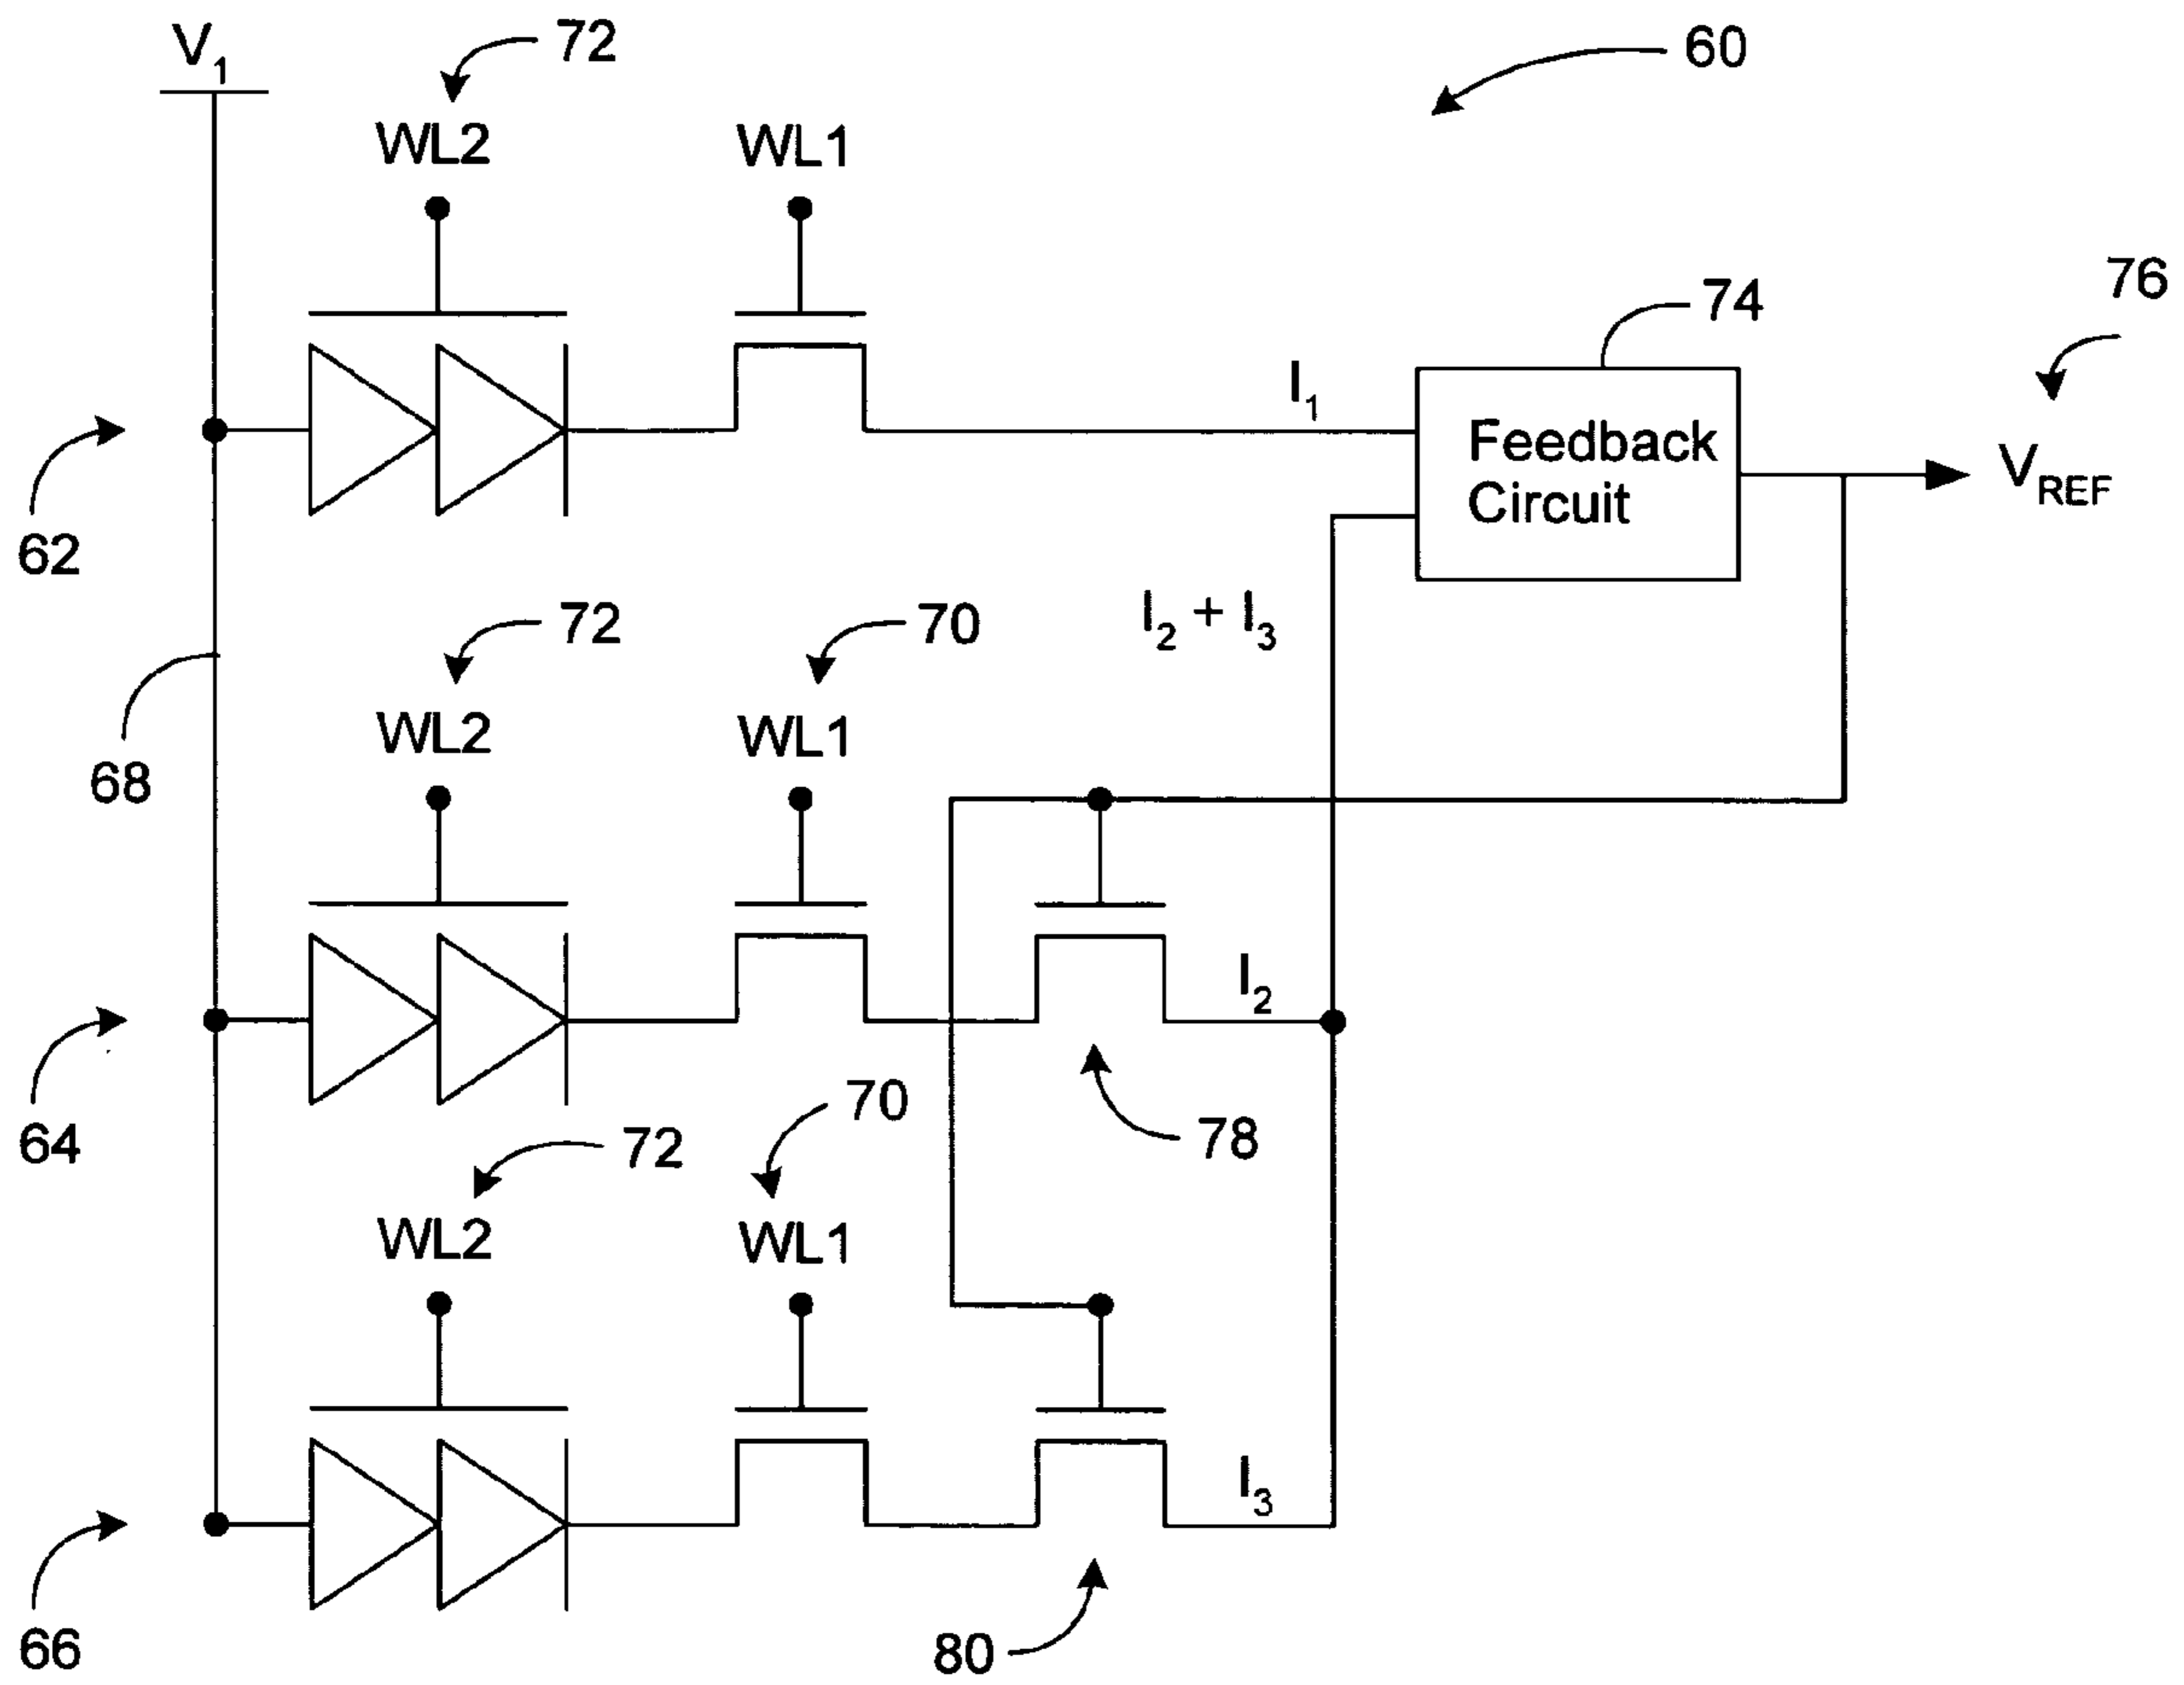 V1
72
60
WL2
WL1
76
74
I1
Feedback
Circuit
VREF
62
72
70
I2 + I3
WL2
WL1
68
I2
64
70
78
72
WL2
WL1
I3
66
80